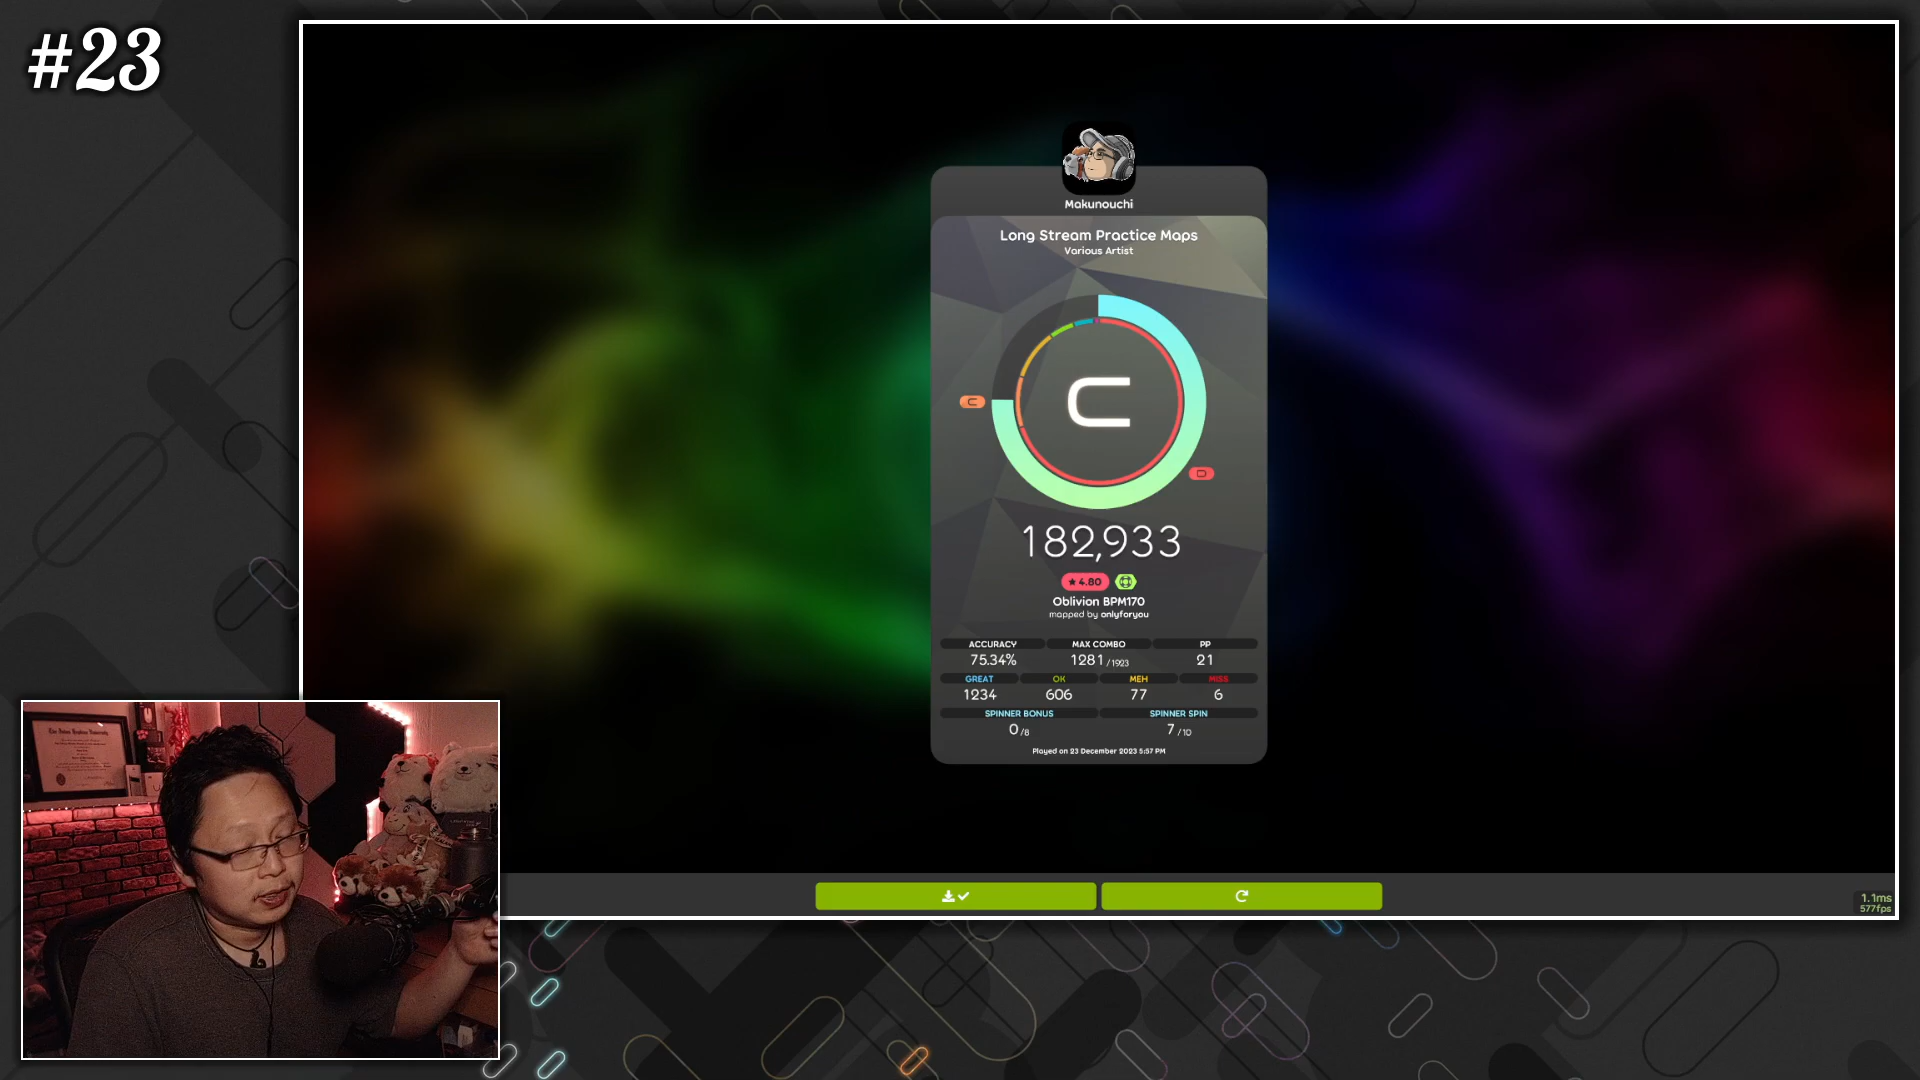 #23
Makunouchi
Long Stream Practice Maps
Various Artist
C
C
D
182,933
★ 4.80
Oblivion BPM170
mapped by onlyforyou
ACCURACY MAX COMBO PP
75.34% 1281 /1923 21
GREAT OK MEH MISS
1234 606 77 6
SPINNER BONUS SPINNER SPIN
0 /8 7 /10
Played on 23 December 2023 5:57 PM
1.1ms
577fps